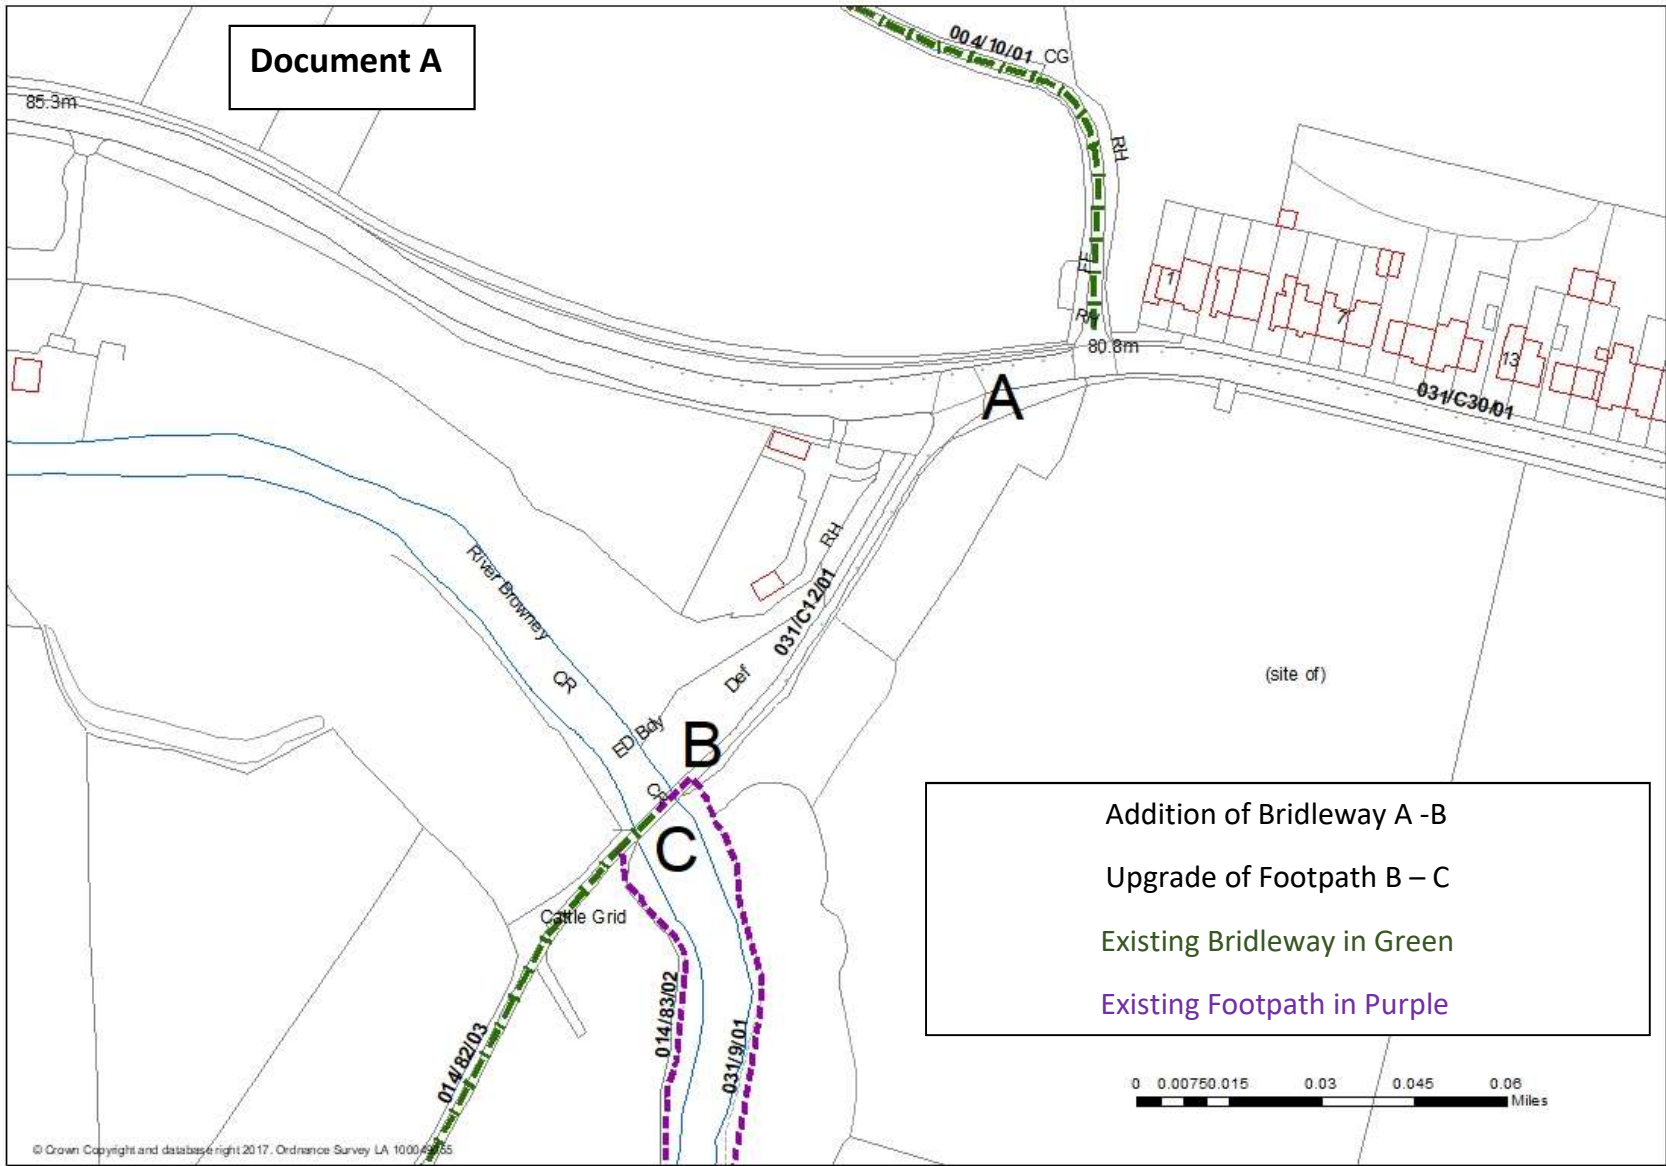 Document A
004/10/01
CG
85.3m
RH
FF
RH
1
7
80.8m
13
A
031/C30/01
RH
River Browney
031/C12/01
CR
Def
(site of)
ED Bdy
B
CR
C
Addition of Bridleway A -B
Upgrade of Footpath B – C
Existing Bridleway in Green
Existing Footpath in Purple
Cattle Grid
014/82/03
014/83/02
031/9/01
0 0.0075 0.015 0.03 0.045 0.06
Miles
© Crown Copyright and database right 2017. Ordnance Survey LA